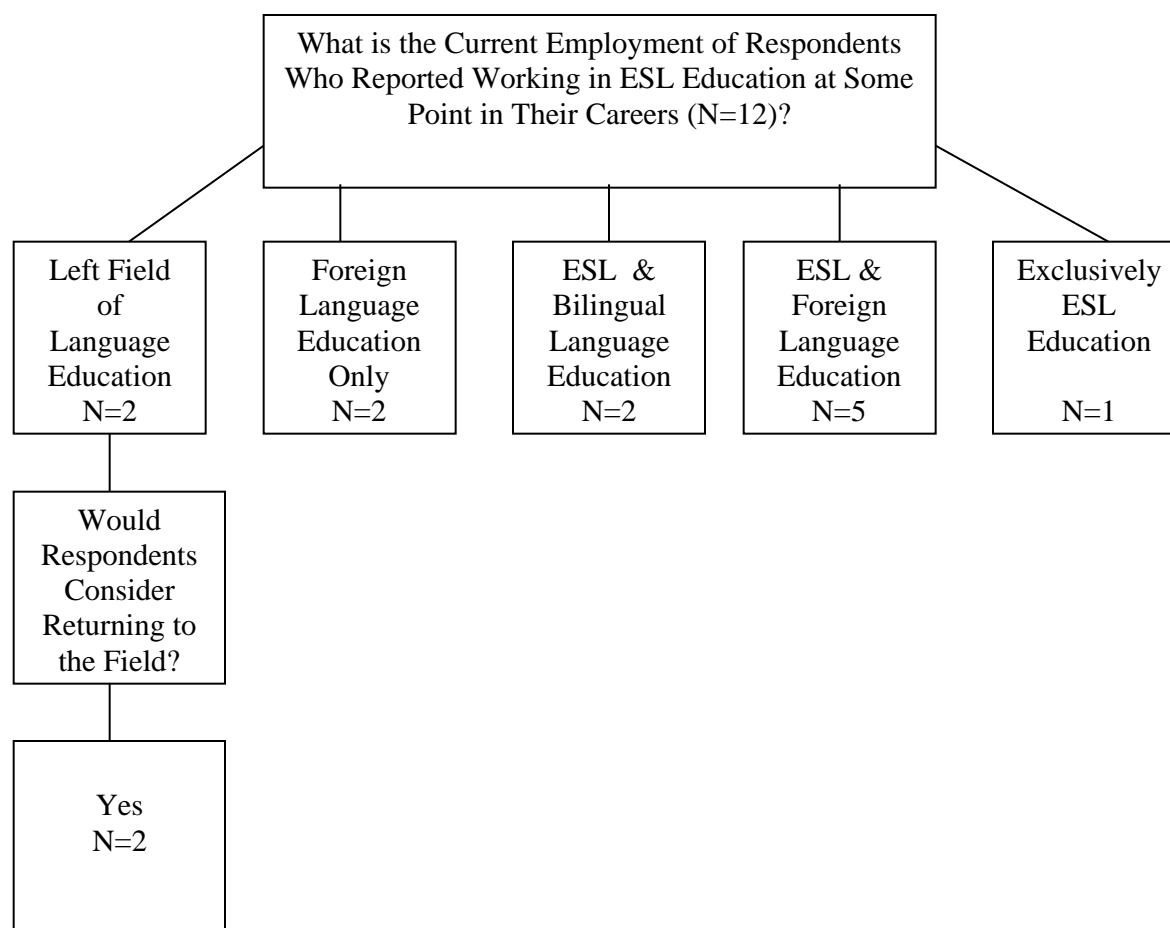 What is the Current Employment of Respondents
Who Reported Working in ESL Education at Some
Point in Their Careers (N=12)?
Left Field
of
Language
Education
N=2
Foreign
Language
Education
Only
N=2
ESL & 
Bilingual
Language
Education
N=2
ESL &
Foreign
Language
Education
N=5
Exclusively
ESL
Education
N=1
Would
Respondents
Consider
Returning to
the Field?
Yes
N=2